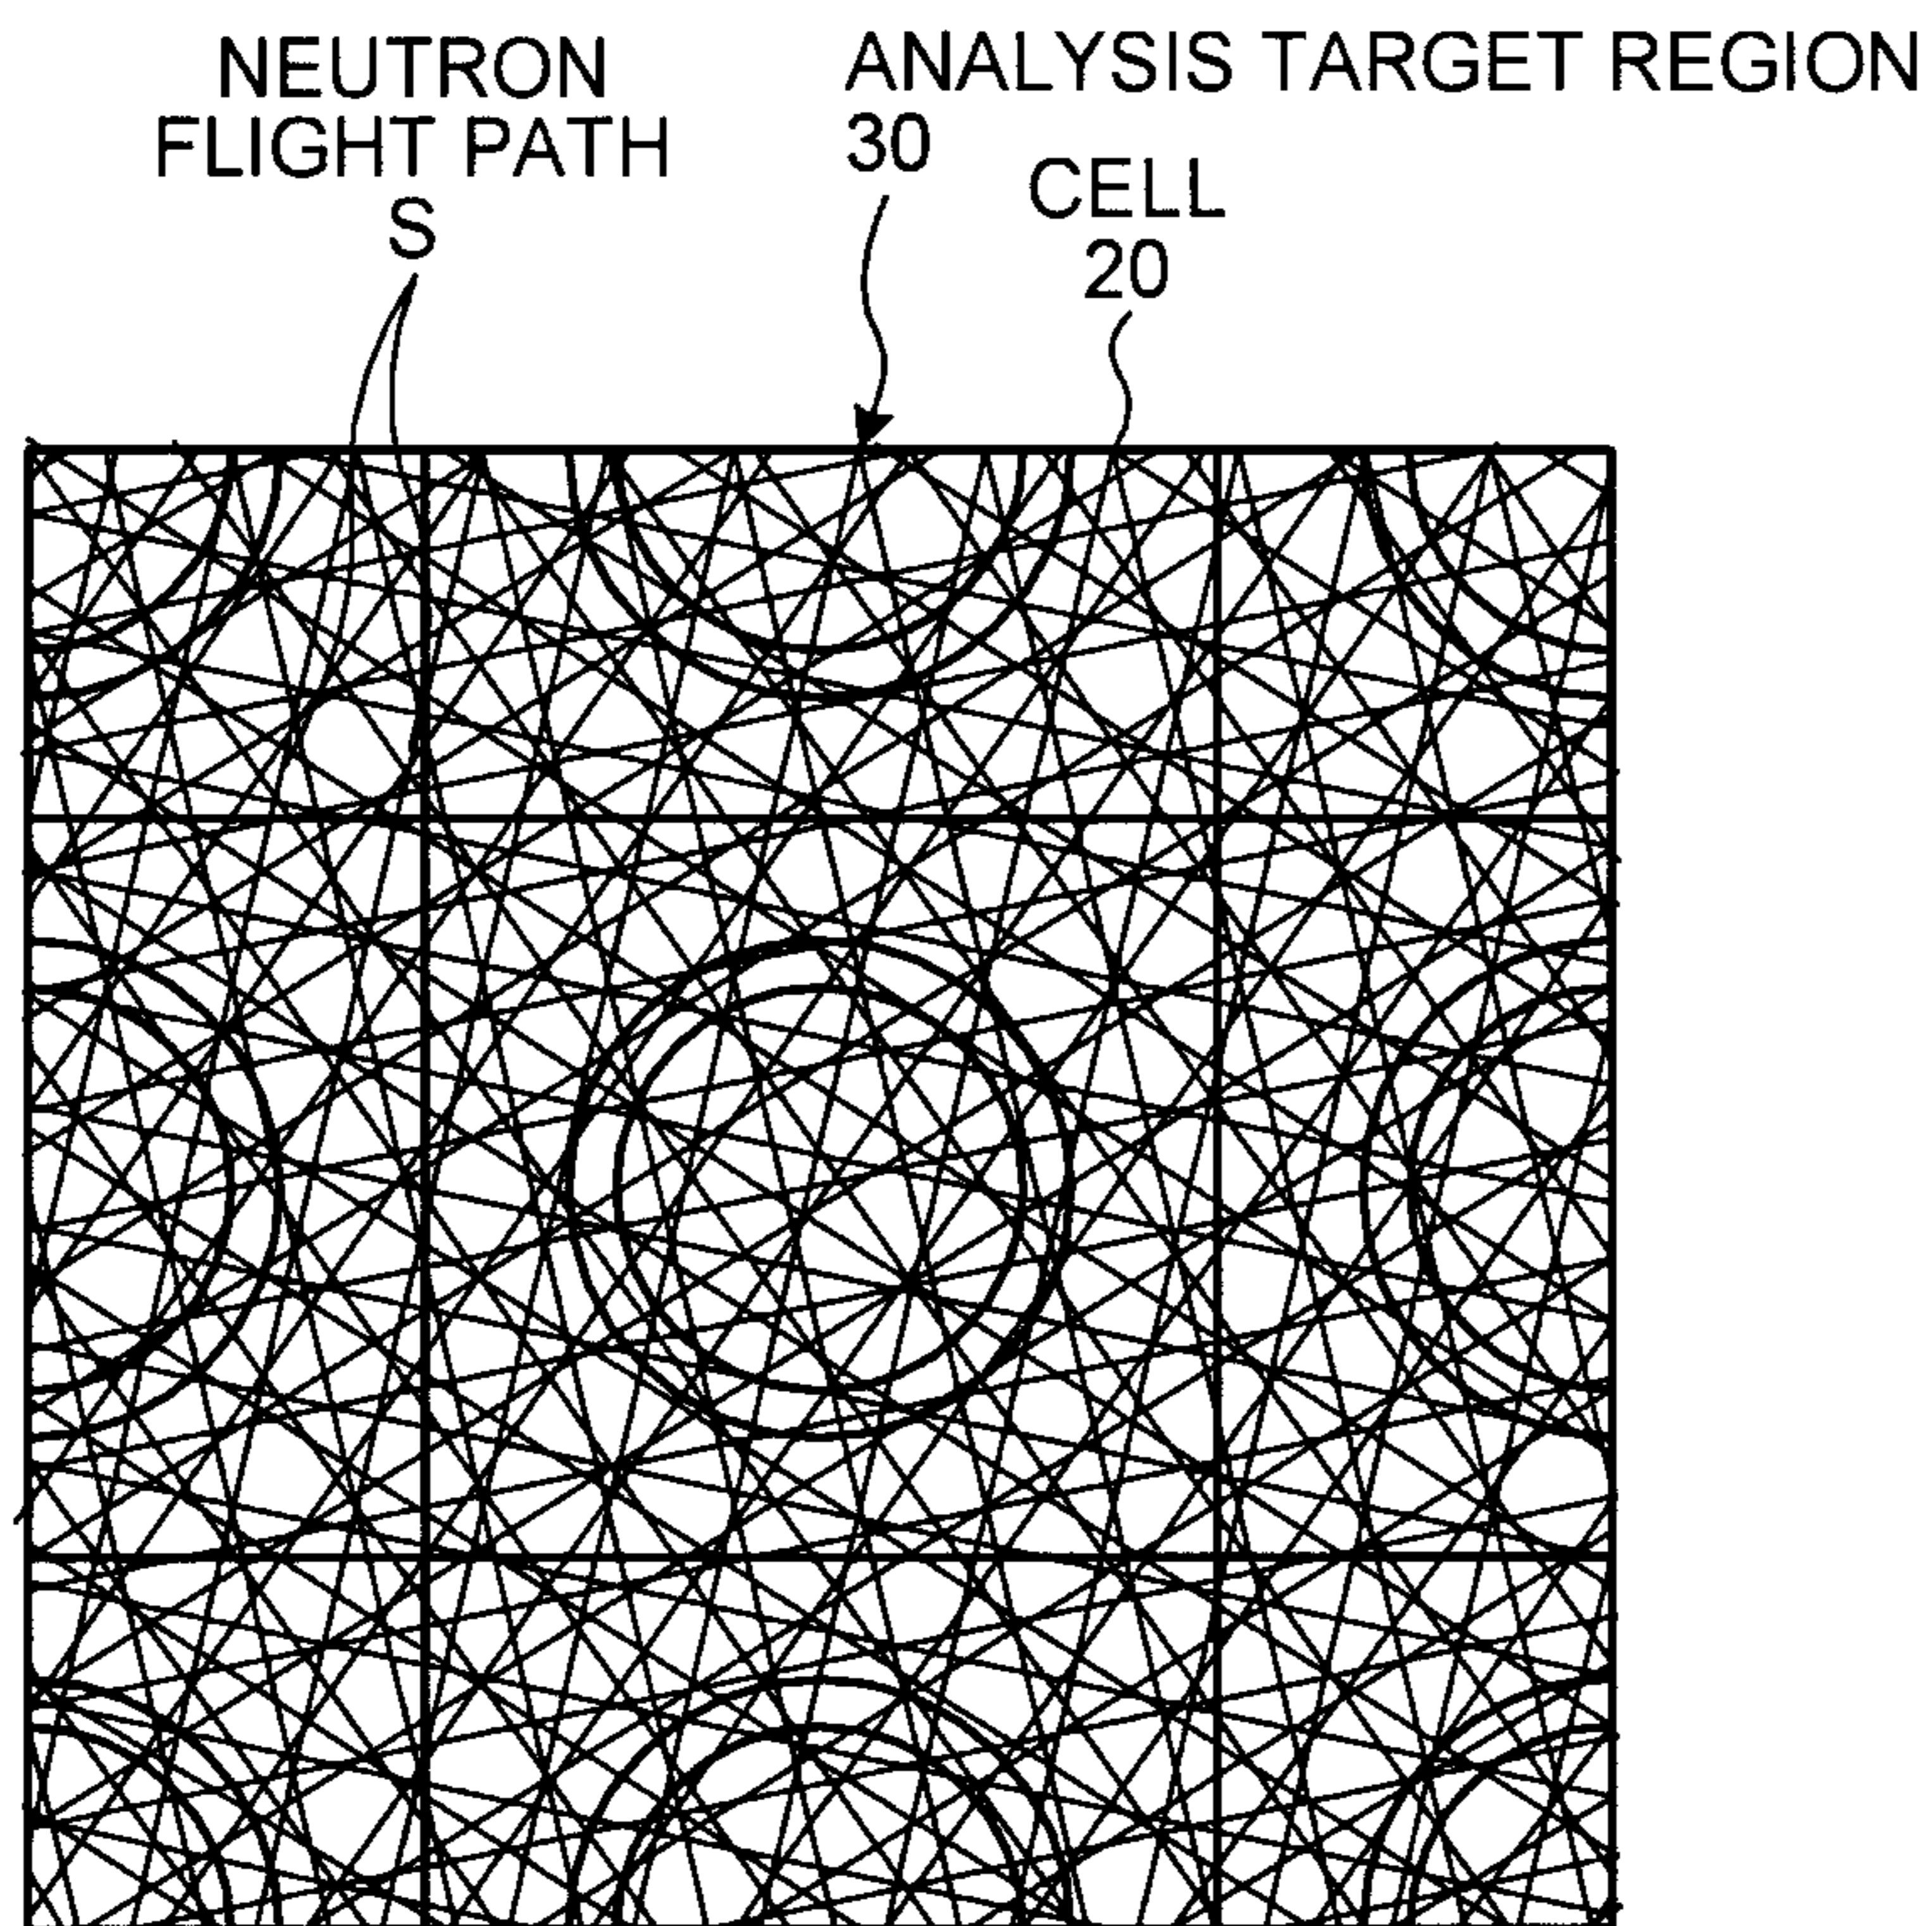 NEUTRON
FLIGHT PATH
S
ANALYSIS TARGET REGION
30
CELL
20